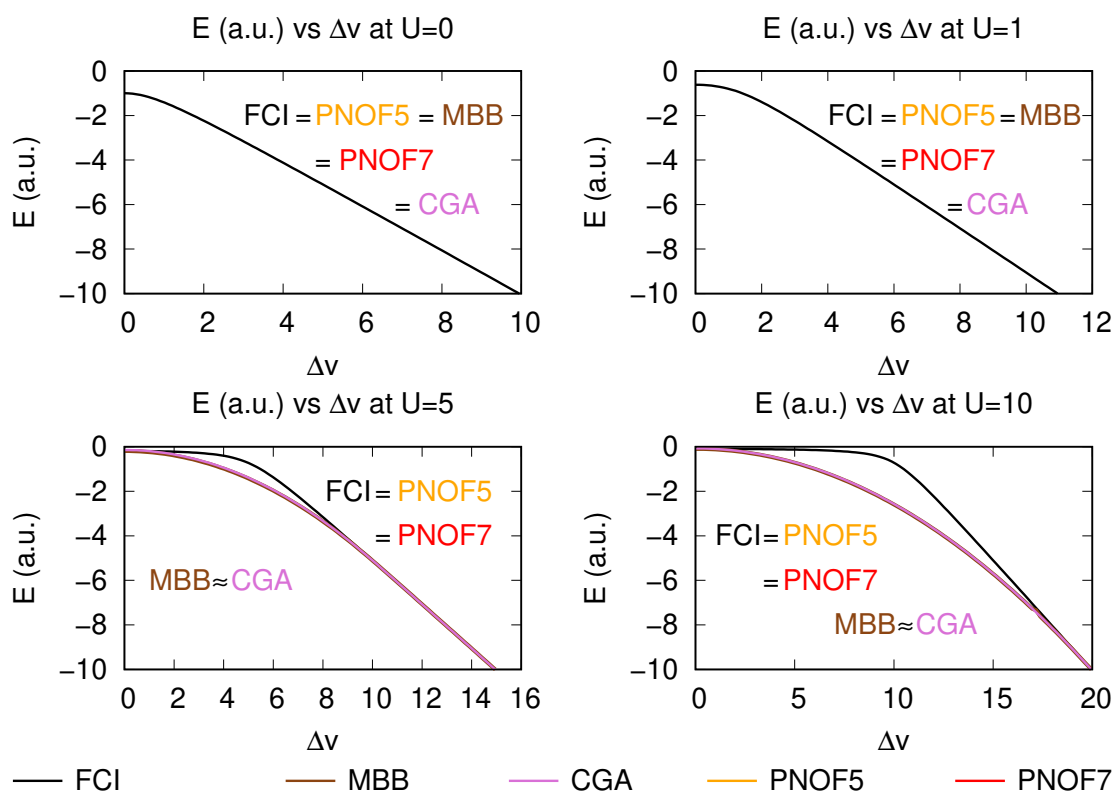 E (a.u.) vs Δv at U=0
E (a.u.)
0
−2
−4
−6
−8
−10
FCI = PNOF5 = MBB
= PNOF7
= CGA
0 2 4 6 8 10
Δv
E (a.u.) vs Δv at U=1
E (a.u.)
0
−2
−4
−6
−8
−10
FCI = PNOF5 = MBB
= PNOF7
= CGA
0 2 4 6 8 10 12
Δv
E (a.u.) vs Δv at U=5
E (a.u.)
0
−2
−4
−6
−8
−10
FCI = PNOF5
= PNOF7
MBB≈CGA
0 2 4 6 8 10 12 14 16
Δv
E (a.u.) vs Δv at U=10
E (a.u.)
0
−2
−4
−6
−8
−10
FCI = PNOF5
= PNOF7
MBB≈CGA
0 5 10 15 20
Δv
FCI MBB CGA PNOF5 PNOF7